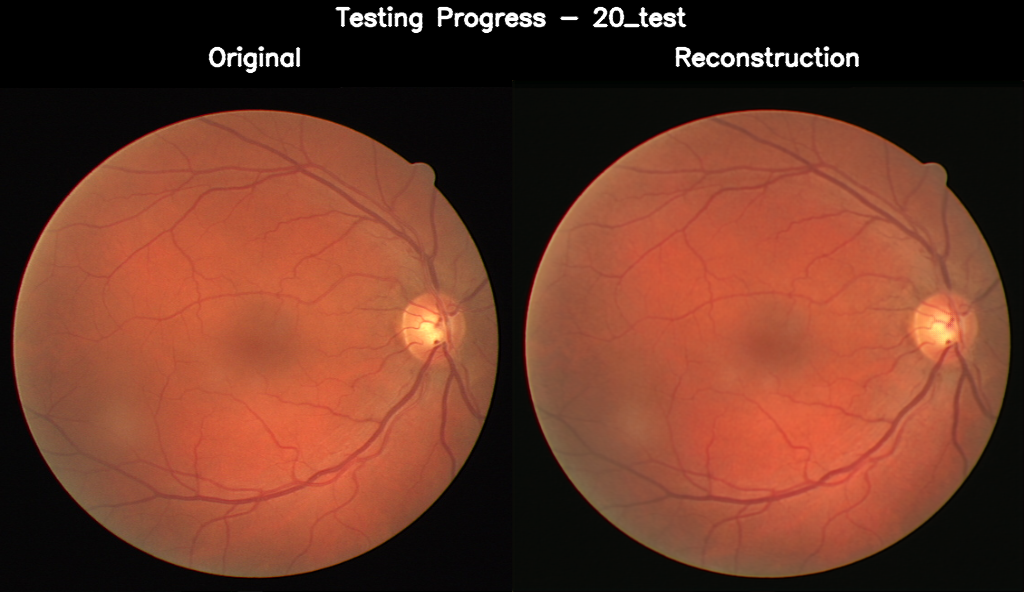 Testing Progress - 20_test
Original
Reconstruction